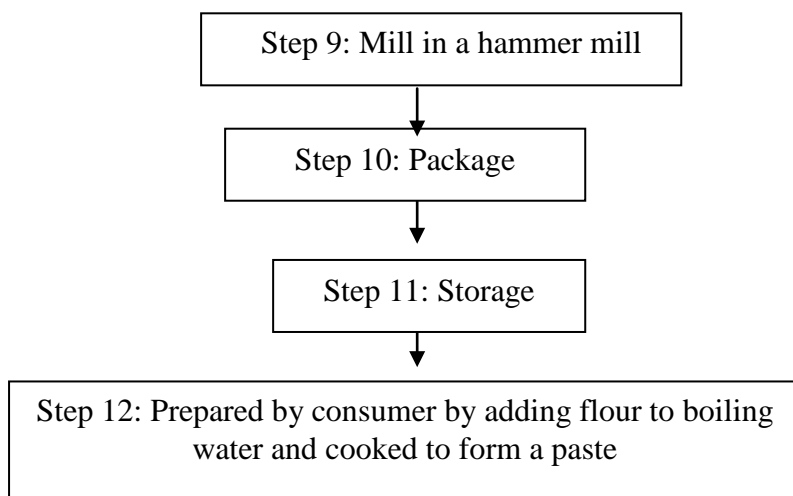 Step 9: Mill in a hammer mill
Step 10: Package
Step 11: Storage
Step 12: Prepared by consumer by adding flour to boiling
water and cooked to form a paste